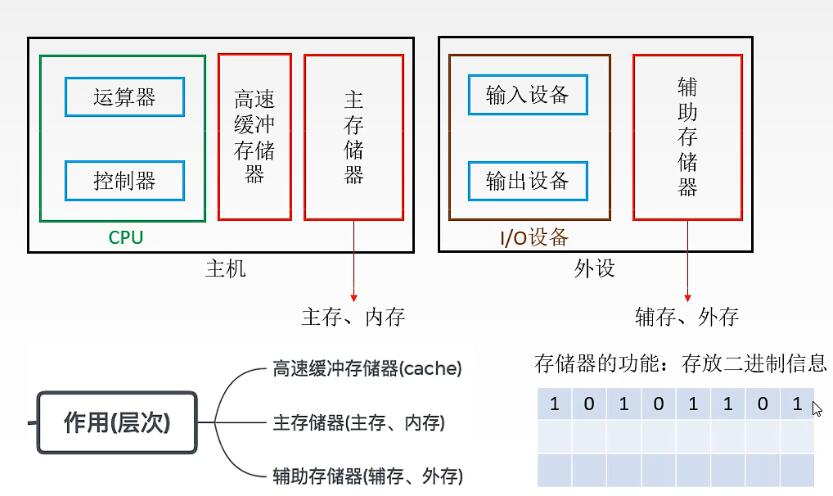 运算器
控制器
CPU
高速
缓冲
存储
器
主
存
储
器
主机
输入设备
输出设备
I/O设备
辅
助
存
储
器
外设
主存、内存
辅存、外存
作用(层次)
高速缓冲存储器(cache)
主存储器(主存、内存)
辅助存储器(辅存、外存)
存储器的功能：存放二进制信息
1 0 1 0 1 1 0 1